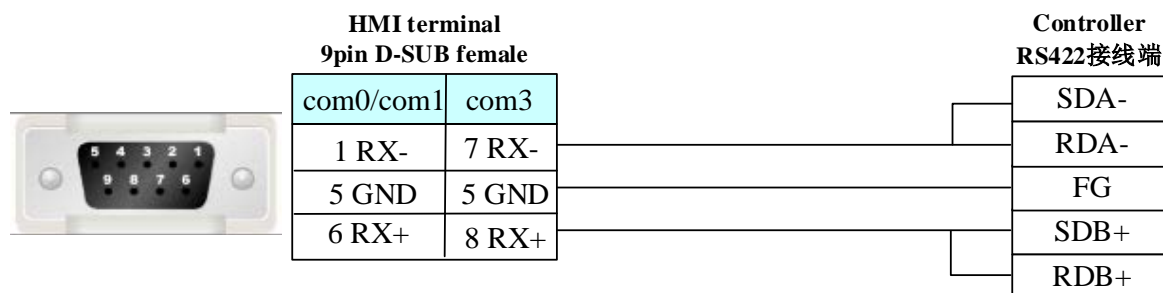 HMI terminal
9pin D-SUB female
Controller
RS422接线端
com0/com1 com3
1 RX- 7 RX-
5 GND 5 GND
6 RX+ 8 RX+
SDA-
RDA-
FG
SDB+
RDB+
5 4 3 2 1
9 8 7 6